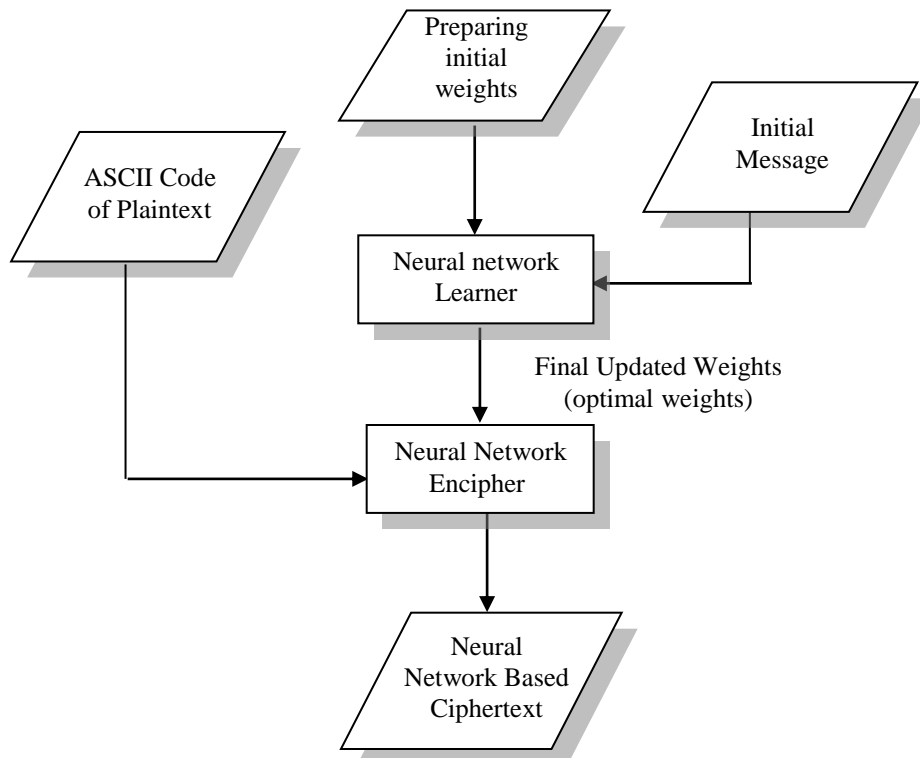 Preparing
initial
weights
Initial
Message
ASCII Code
of Plaintext
Neural network
Learner
Final Updated Weights
(optimal weights)
Neural Network
Encipher
Neural
Network Based
Ciphertext